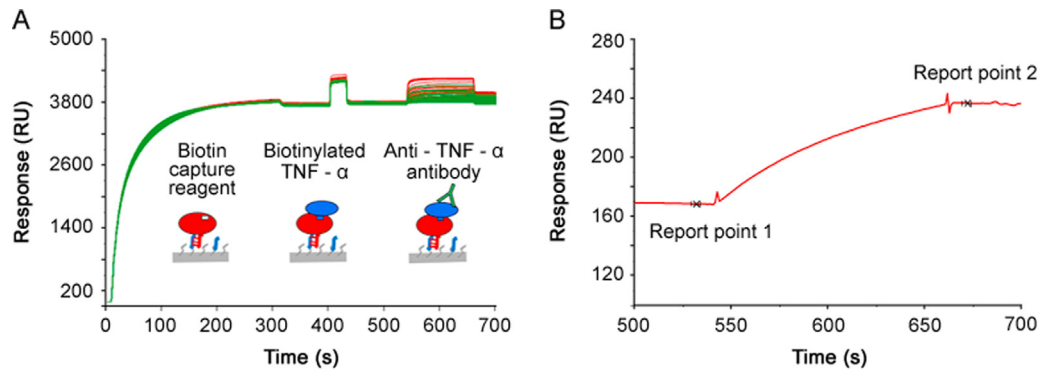 A
5000
3800
2600
1400
200
Response (RU)
0
100
200
300
400
500
600
700
Time (s)
Biotin
capture
reagent
Biotinylated
TNF - α
Anti - TNF - α
antibody
B
280
240
200
160
120
Response (RU)
500
550
600
650
700
Time (s)
Report point 1
Report point 2